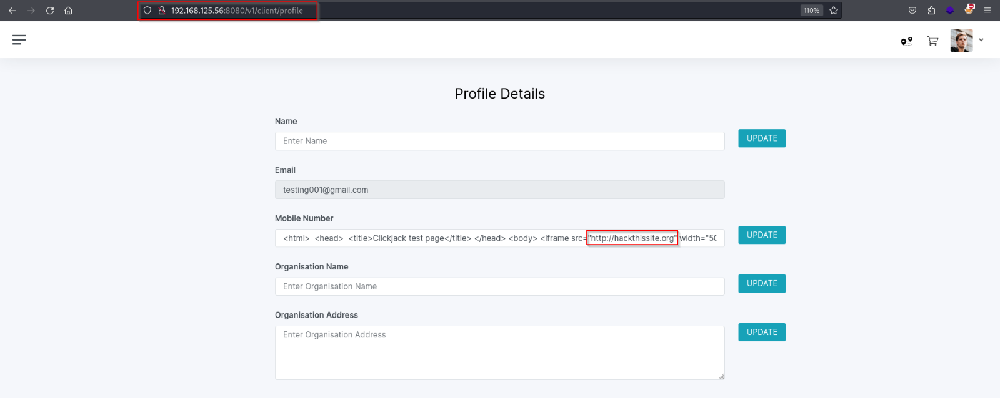 192.168.125.56:8080/v1/client/profile
110%
Profile Details
Name
Enter Name
UPDATE
Email
testing001@gmail.com
Mobile Number
<html> <head> <title>Clickjack test page</title> </head> <body> <iframe src="http://hackthissite.org" width="50
UPDATE
Organisation Name
Enter Organisation Name
UPDATE
Organisation Address
Enter Organisation Address
UPDATE